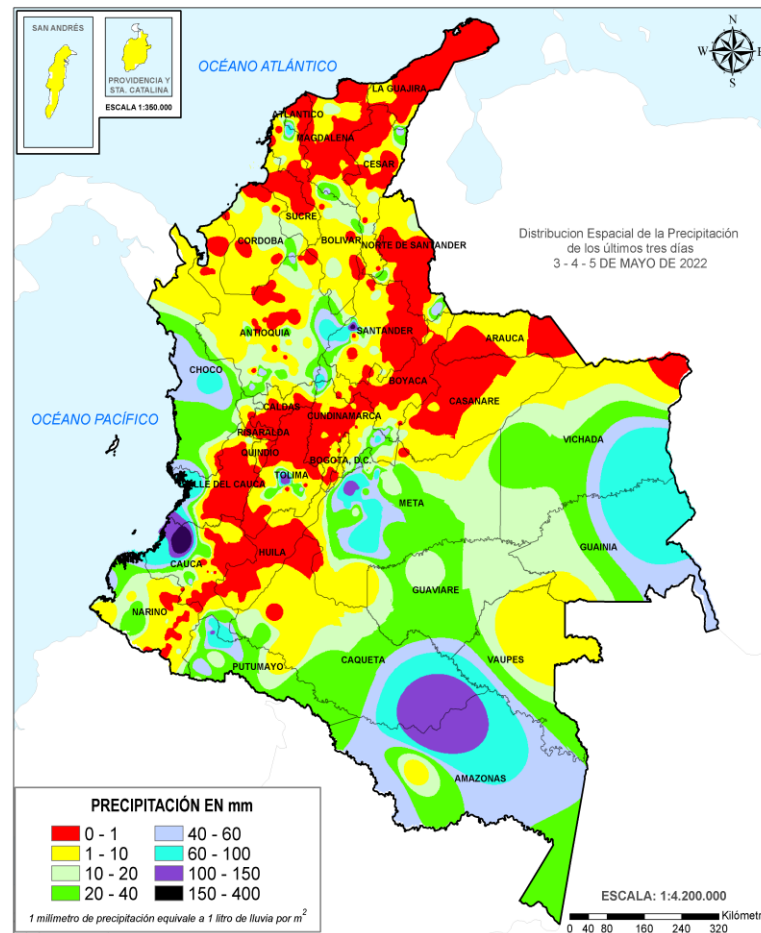 SAN ANDRÉS
PROVIDENCIA Y
STA. CATALINA
ESCALA 1:350.000
OCÉANO ATLÁNTICO
N
W
E
S
LA GUAJIRA
ATLANTICO
MAGDALENA
CESAR
SUCRE
CORDOBA
BOLIVAR
NORTE DE SANTANDER
Distribucion Espacial de la Precipitación
de los últimos tres días
3 - 4 - 5 DE MAYO DE 2022
ANTIOQUIA
SANTANDER
ARAUCA
CHOCO
BOYACA
CASANARE
OCÉANO PACÍFICO
CALDAS
CUNDINAMARCA
RISARALDA
QUINDIO
BOGOTA, D.C.
VICHADA
TOLIMA
VALLE DEL CAUCA
META
GUAINIA
HUILA
CAUCA
GUAVIARE
NARINO
CAQUETA
VAUPES
PUTUMAYO
AMAZONAS
PRECIPITACIÓN EN mm
0 - 1
40 - 60
1 - 10
60 - 100
10 - 20
100 - 150
20 - 40
150 - 400
1 milímetro de precipitación equivale a 1 litro de lluvia por m2
ESCALA: 1:4.200.000
Kilómet
0 40 80 160 240 320